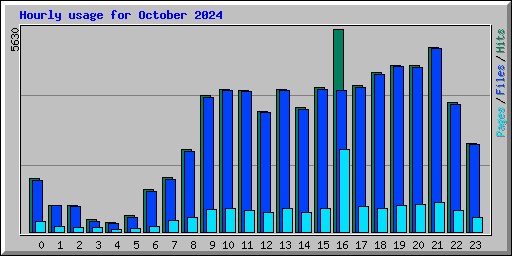 Hourly usage for October 2024
5630
Pages/Files/Hits
0 1 2 3 4 5 6 7 8 9 10 11 12 13 14 15 16 17 18 19 20 21 22 23